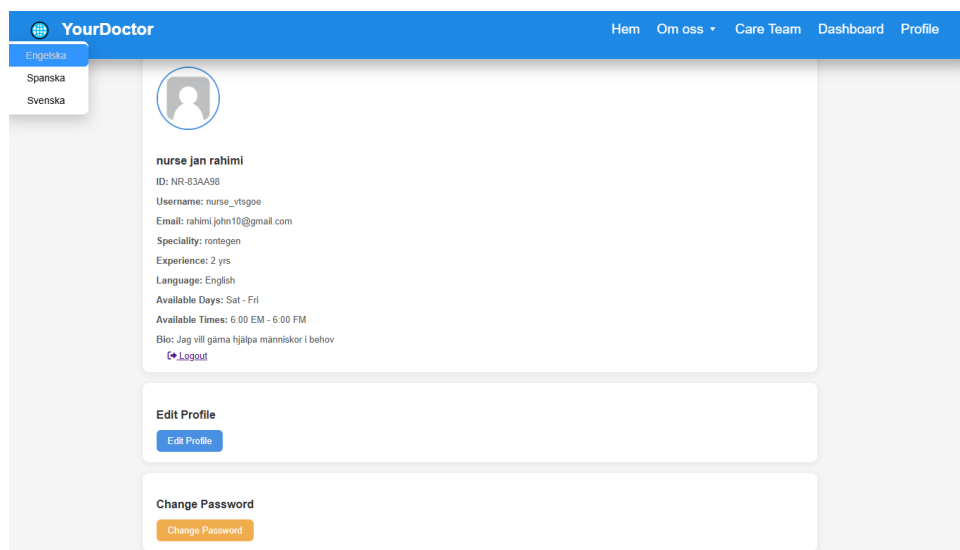 YourDoctor
Hem Om oss ▾ Care Team Dashboard Profile
Engelska
Spanska
Svenska
nurse jan rahimi
ID: NR-83AA98
Username: nurse_vtsgoe
Email: rahimi.john10@gmail.com
Speciality: rontegen
Experience: 2 yrs
Language: English
Available Days: Sat - Fri
Available Times: 6:00 EM - 6:00 FM
Bio: Jag vill gärna hjälpa människor i behov
Logout
Edit Profile
Edit Profile
Change Password
Change Password